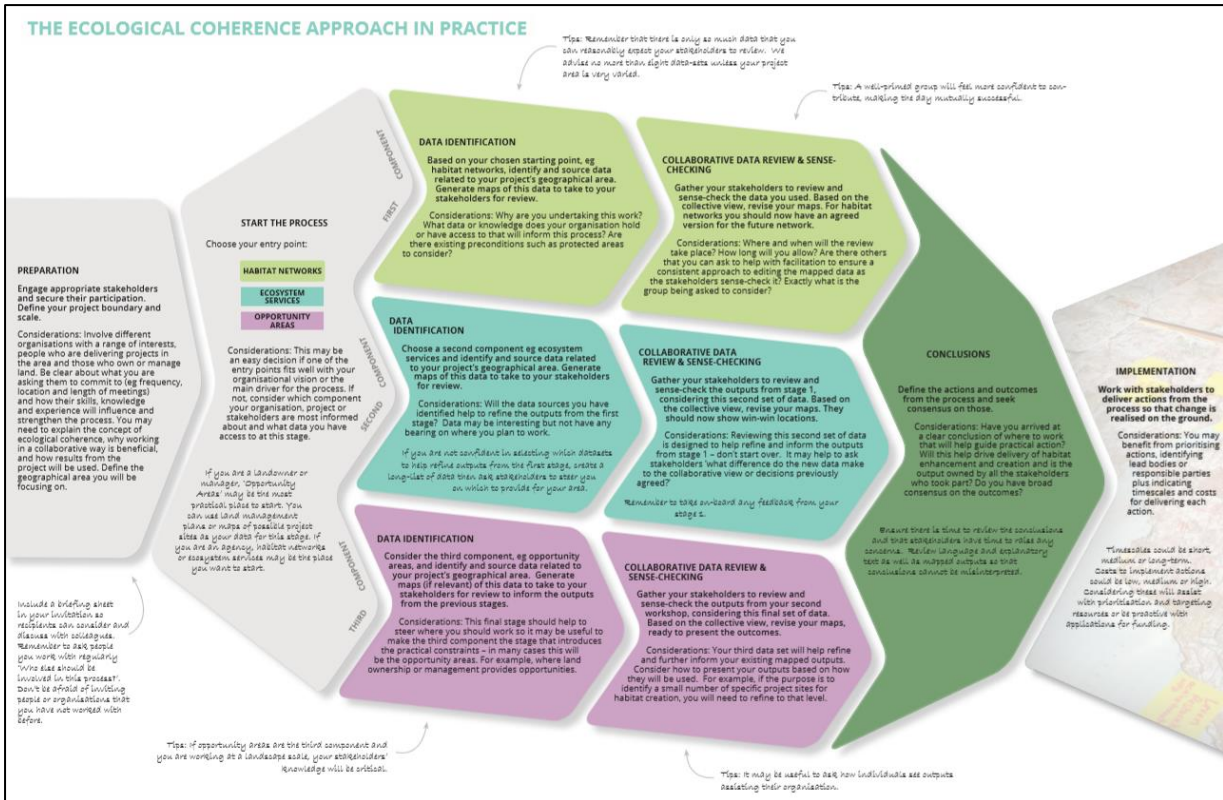 THE ECOLOGICAL COHERENCE APPROACH IN PRACTICE
Tips: Remember that there is only so much data that you
can reasonably expect your stakeholders to review. We
advise no more than eight data-sets unless your project
area is very varied.
Tips: A well-primed group will feel more confident to con-
tribute, making the day mutually successful.
PREPARATION
Engage appropriate stakeholders
and secure their participation.
Define your project boundary and
scale.
Considerations: Involve different
organisations with a range of interests,
people who are delivering projects in
the area and those who own or manage
land. Be clear about what you are
asking them to commit to (eg frequency,
location and length of meetings)
and how their skills, knowledge
and experience will influence and
strengthen the process. You may
need to explain the concept of
ecological coherence, why working
in a collaborative way is beneficial,
and how results from the
project will be used. Define the
geographical area you will be
focusing on.
Include a briefing sheet
in your invitation so
recipients can consider and
discuss with colleagues.
Remember to ask people
you work with regularly
'Who else should be
involved in this process?'.
Don't be afraid of inviting
people or organisations that
you have not worked with
before.
START THE PROCESS
Choose your entry point:
HABITAT NETWORKS
ECOSYSTEM
SERVICES
OPPORTUNITY
AREAS
Considerations: This may be
an easy decision if one of the
entry points fits well with your
organisational vision or the
main driver for the process. If
not, consider which component
your organisation, project or
stakeholders are most informed
about and what data you have
access to at this stage.
If you are a landowner or
manager, 'Opportunity
Areas' may be the most
practical place to start. You
can use land management
plans or maps of possible project
sites as your data for this stage. If
you are an agency, habitat networks
or ecosystem services may be the place
you want to start.
FIRST COMPONENT
DATA IDENTIFICATION
Based on your chosen starting point, eg
habitat networks, identify and source data
related to your project's geographical area.
Generate maps of this data to take to your
stakeholders for review.
Considerations: Why are you undertaking this work?
What data or knowledge does your organisation hold
or have access to that will inform this process? Are
there existing preconditions such as protected areas
to consider?
COLLABORATIVE DATA REVIEW & SENSE-
CHECKING
Gather your stakeholders to review and
sense-check the data you used. Based on
the collective view, revise your maps. For habitat
networks you should now have an agreed
version for the future network.
Considerations: Where and when will the review
take place? How long will you allow? Are there others
that you can ask to help with facilitation to ensure a
consistent approach to editing the mapped data as
the stakeholders sense-check it? Exactly what is the
group being asked to consider?
SECOND COMPONENT
DATA
IDENTIFICATION
Choose a second component eg ecosystem
services and identify and source data related
to your project's geographical area. Generate
maps of this data to take to your stakeholders
for review.
Considerations: Will the data sources you have
identified help to refine the outputs from the first
stage? Data may be interesting but not have any
bearing on where you plan to work.
If you are not confident in selecting which datasets
to help refine outputs from the first stage, create a
long-list of data then ask stakeholders to steer you
on which to provide for your area.
COLLABORATIVE DATA
REVIEW & SENSE-CHECKING
Gather your stakeholders to review and
sense-check the outputs from stage 1,
considering this second set of data. Based on
the collective view, revise your maps. They
should now show win-win locations.
Considerations: Reviewing this second set of data
is designed to help refine and inform the outputs
from stage 1 – don't start over. It may help to ask
stakeholders 'what difference do the new data make
to the collective view or decisions previously
agreed?'
Remember to take on-board any feedback from your
stage 1.
THIRD COMPONENT
DATA IDENTIFICATION
Consider the third component, eg opportunity
areas, and identify and source data related to
your project's geographical area. Generate
maps (if relevant) of this data to take to your
stakeholders for review to inform the outputs
from the previous stages.
Considerations: This final stage should help to
steer where you should work so it may be useful to
make the third component the stage that introduces
the practical constraints – in many cases this will
be the opportunity areas. For example, where land
ownership or management provides opportunities.
COLLABORATIVE DATA REVIEW &
SENSE-CHECKING
Gather your stakeholders to review and
sense-check the outputs from your second
workshop, considering this final set of data.
Based on the collective view, revise your maps,
ready to present the outcomes.
Considerations: Your third data set will help refine
and further inform your existing mapped outputs.
Consider how to present your outputs based on how
they will be used. For example, if the purpose is to
identify a small number of specific project sites for
habitat creation, you will need to refine to that level.
Tips: If opportunity areas are the third component and
you are working at a landscape scale, your stakeholders'
knowledge will be critical.
Tips: It may be useful to ask how individuals see outputs
assisting their organisation.
CONCLUSIONS
Define the actions and outcomes
from the process and seek
consensus on those.
Considerations: Have you arrived at
a clear conclusion of where to work
that will help guide practical action?
Will this help drive delivery of habitat
enhancement and creation and is the
output owned by all the stakeholders
who took part? Do you have broad
consensus on the outcomes?
Ensure there is time to review the conclusions
and that stakeholders have time to raise any
concerns. Review language and explanatory
text as well as mapped outputs so that
conclusions cannot be misinterpreted.
IMPLEMENTATION
Work with stakeholders to
deliver actions from the
process so that change is
realised on the ground.
Considerations: You may
benefit from prioritising
actions, identifying
lead bodies or
responsible parties
plus indicating
timescales and costs
for delivering each
action.
Timescales could be short,
medium or long-term.
Costs to implement actions
could be low, medium or high.
Considering these will assist
with prioritisation and targeting
resources or be proactive with
applications for funding.